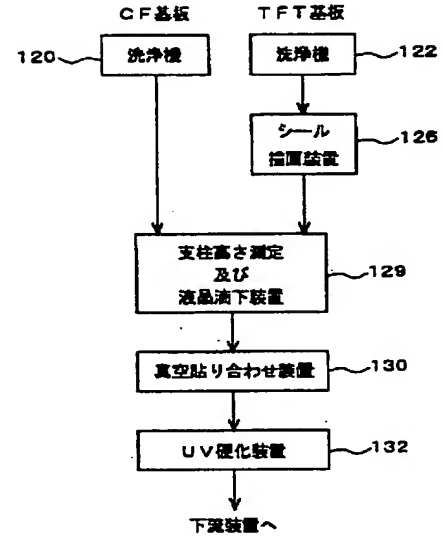 CF基板 TFT基板
120 洗浄機 洗浄機 122
シール
描画装置
126
支柱高さ測定
及び
液晶滴下装置
129
真空貼り合わせ装置 130
UV硬化装置 132
下流装置へ